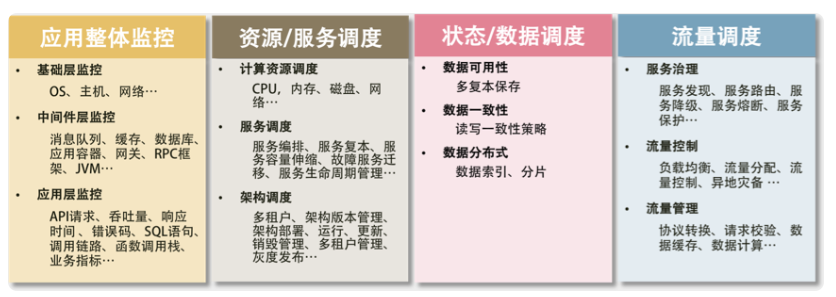 应用整体监控
• 基础层监控
OS、主机、网络…
• 中间件层监控
消息队列、缓存、数据库、
应用容器、网关、RPC框
架、JVM…
• 应用层监控
API请求、吞吐量、响应
时间、错误码、SQL语句、
调用链路、函数调用栈、
业务指标…
资源/服务调度
• 计算资源调度
CPU，内存、磁盘、网
络…
• 服务调度
服务编排、服务复本、服
务容量伸缩、故障服务迁
移、服务生命周期管理…
• 架构调度
多租户、架构版本管理、
架构部署、运行、更新、
销毁管理、多租户管理、
灰度发布…
状态/数据调度
• 数据可用性
多复本保存
• 数据一致性
读写一致性策略
• 数据分布式
数据索引、分片
流量调度
• 服务治理
服务发现、服务路由、服
务降级、服务熔断、服务
保护…
• 流量控制
负载均衡、流量分配、流
量控制、异地灾备 …
• 流量管理
协议转换、请求校验、数
据缓存、数据计算…